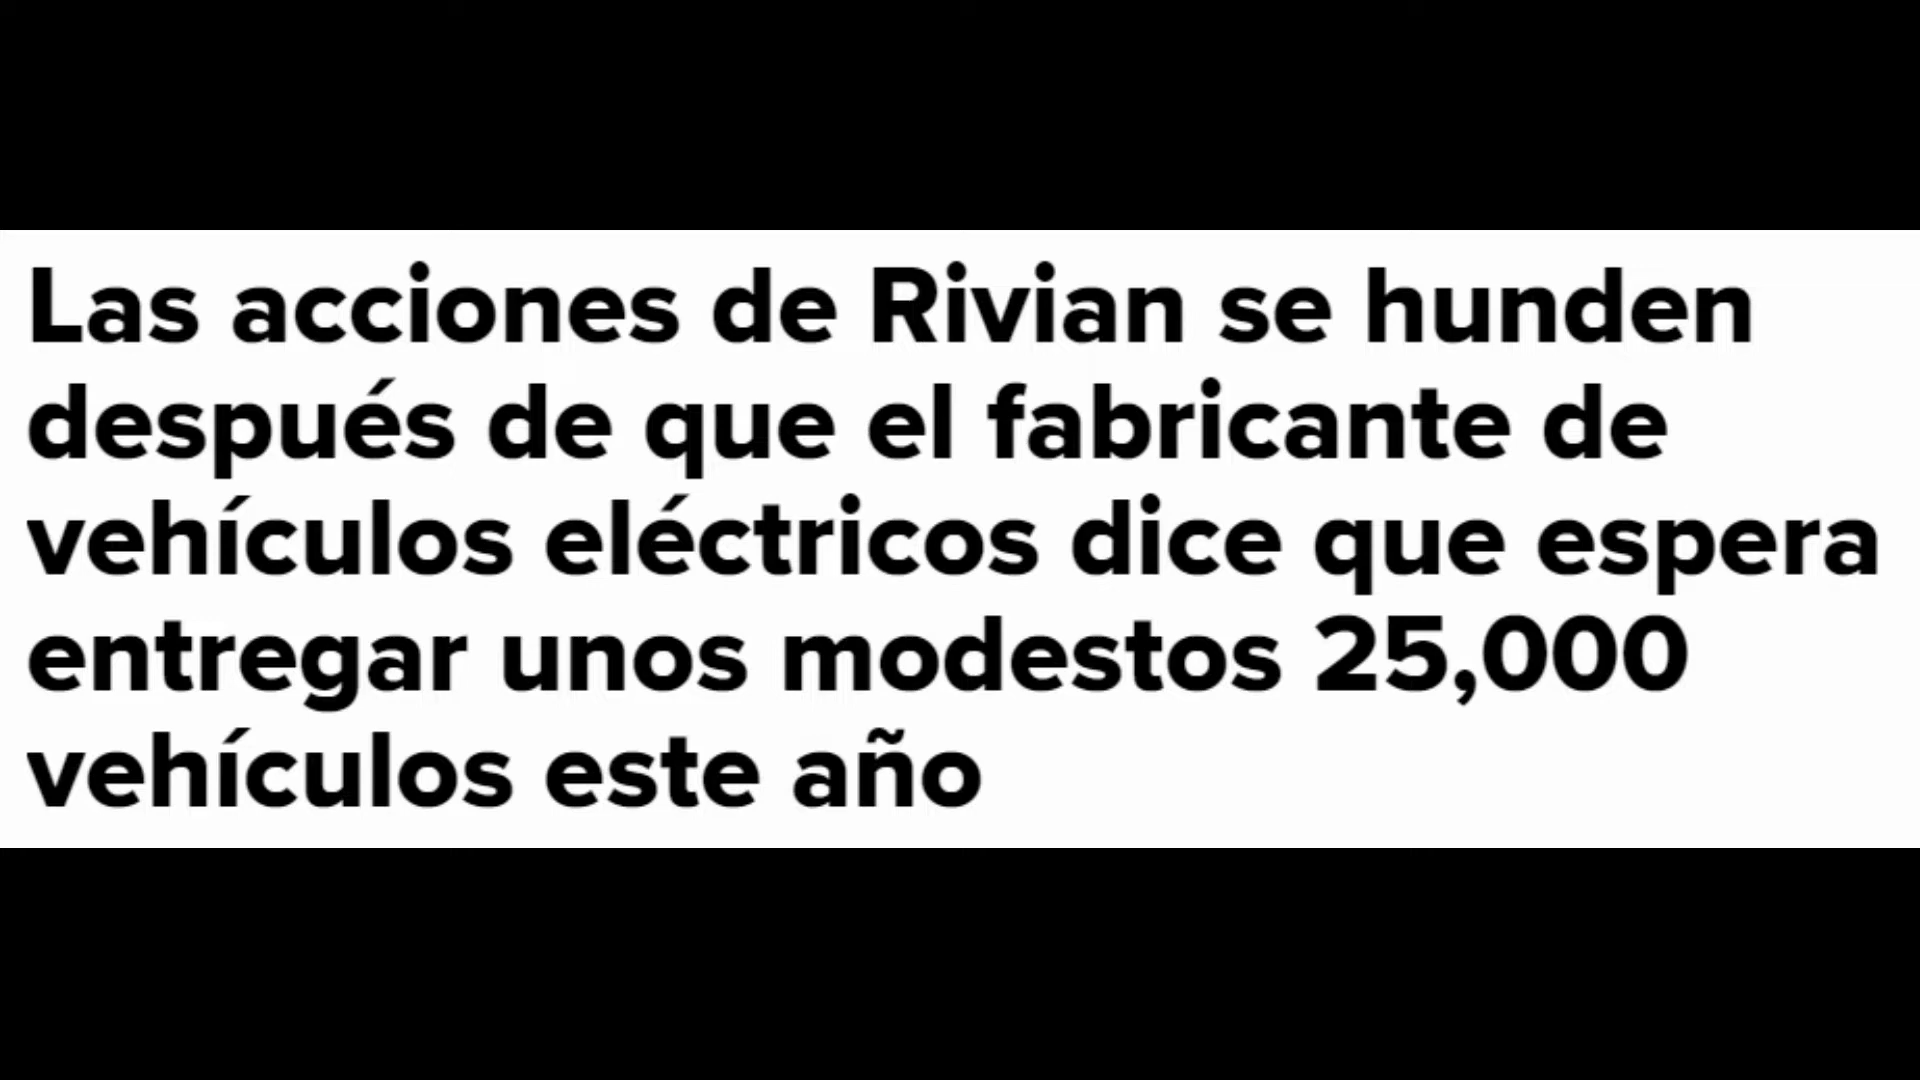 Las acciones de Rivian se hunden
después de que el fabricante de
vehículos eléctricos dice que espera
entregar unos modestos 25,000
vehículos este año